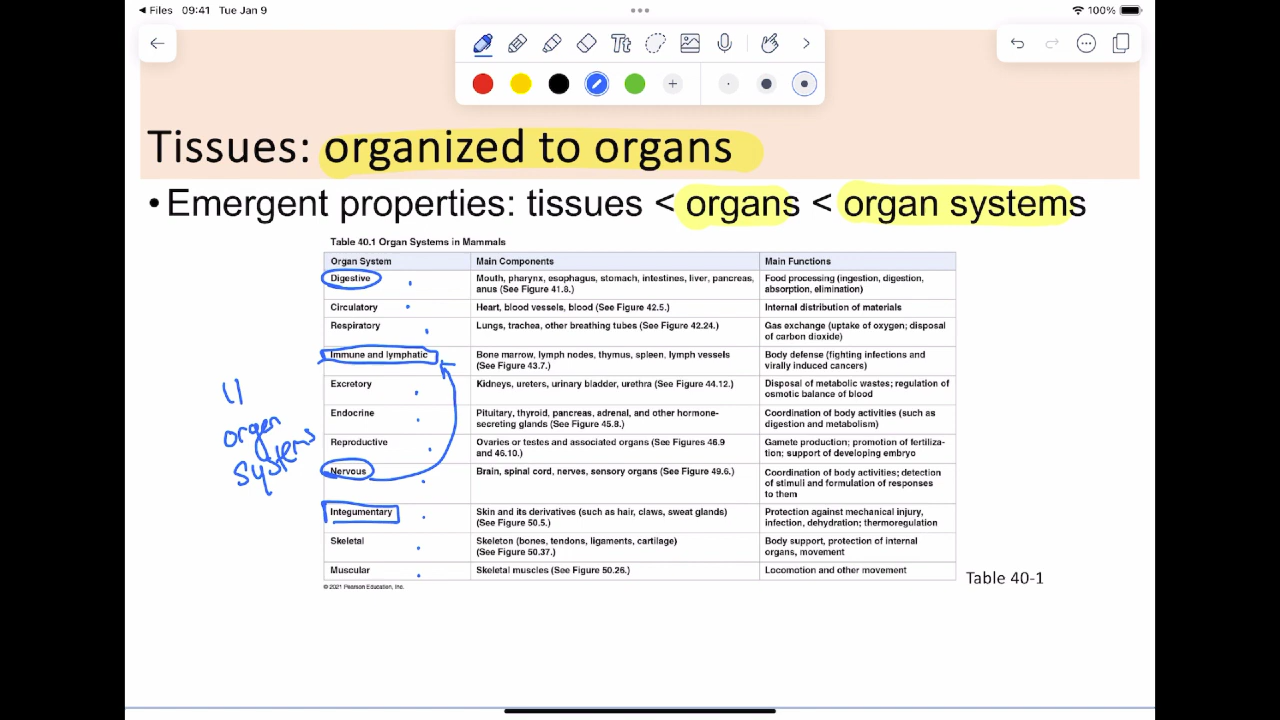 Files 09:41 Tue Jan 9
100%
Tt
Tissues: organized to organs
• Emergent properties: tissues < organs < organ systems
Table 40.1 Organ Systems in Mammals
Organ System Main Components Main Functions
Digestive Mouth, pharynx, esophagus, stomach, intestines, liver, pancreas, Food processing (ingestion, digestion,
anus (See Figure 41.8.) absorption, elimination)
Circulatory Heart, blood vessels, blood (See Figure 42.5.) Internal distribution of materials
Respiratory Lungs, trachea, other breathing tubes (See Figure 42.24.) Gas exchange (uptake of oxygen; disposal
of carbon dioxide)
Immune and lymphatic Bone marrow, lymph nodes, thymus, spleen, lymph vessels Body defense (fighting infections and
(See Figure 43.7.) virally induced cancers)
Excretory Kidneys, ureters, urinary bladder, urethra (See Figure 44.12.) Disposal of metabolic wastes; regulation of
osmotic balance of blood
Endocrine Pituitary, thyroid, pancreas, adrenal, and other hormone- Coordination of body activities (such as
secreting glands (See Figure 45.8.) digestion and metabolism)
Reproductive Ovaries or testes and associated organs (See Figures 46.9 Gamete production; promotion of fertiliza-
and 46.10.) tion; support of developing embryo
Nervous Brain, spinal cord, nerves, sensory organs (See Figure 49.6.) Coordination of body activities; detection
of stimuli and formulation of responses
to them
Integumentary Skin and its derivatives (such as hair, claws, sweat glands) Protection against mechanical injury,
(See Figure 50.5.) infection, dehydration; thermoregulation
Skeletal Skeleton (bones, tendons, ligaments, cartilage) Body support, protection of internal
(See Figure 50.37.) organs, movement
Muscular Skeletal muscles (See Figure 50.26.) Locomotion and other movement
© 2021 Pearson Education, Inc.
Table 40-1
11
organ
systems